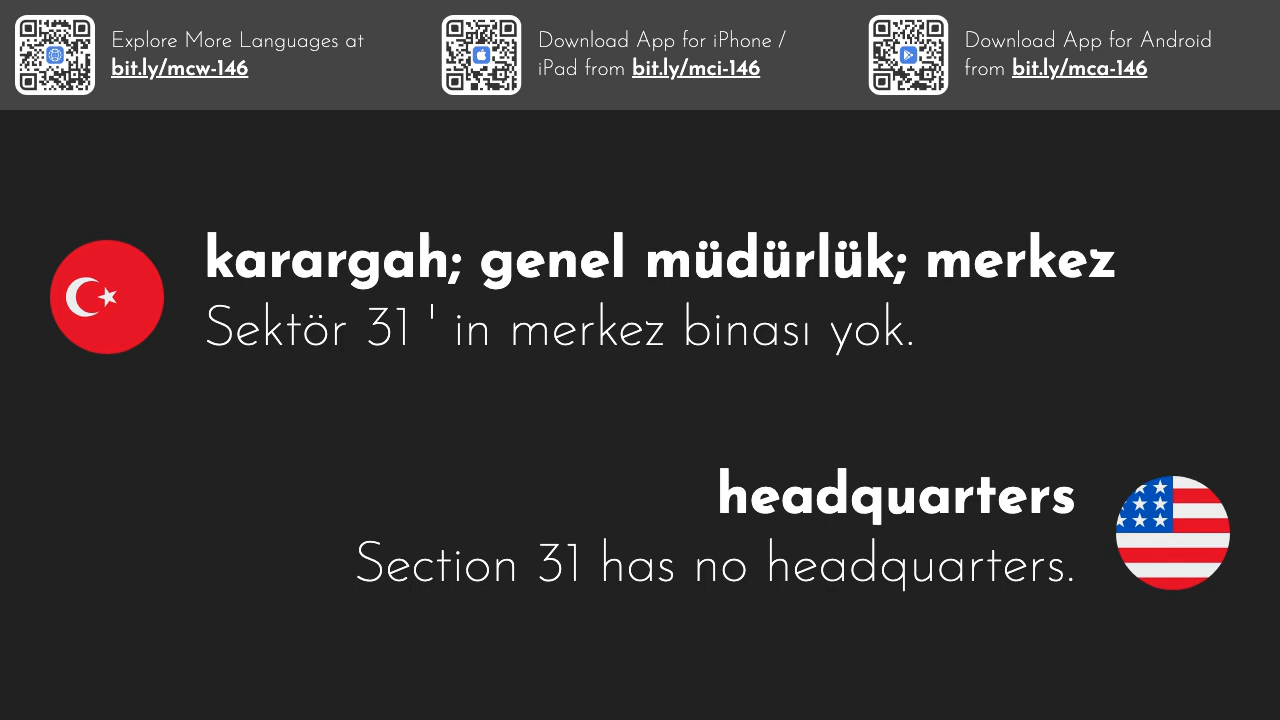 Explore More Languages at
bit.ly/mcw-146
Download App for iPhone /
iPad from bit.ly/mci-146
Download App for Android
from bit.ly/mca-146
karargah; genel müdürlük; merkez
Sektör 31 ' in merkez binası yok.
headquarters
Section 31 has no headquarters.